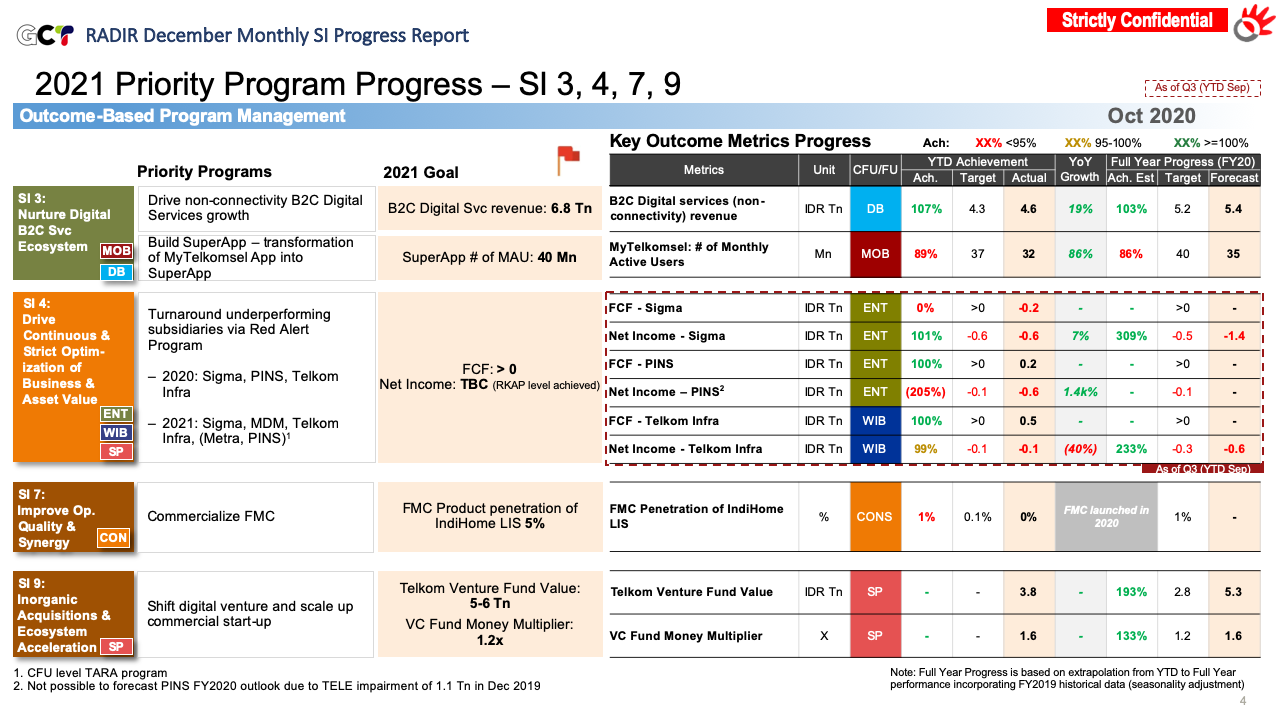 GCT RADIR December Monthly SI Progress Report
Strictly Confidential
2021 Priority Program Progress – SI 3, 4, 7, 9
As of Q3 (YTD Sep)
Outcome-Based Program Management
Oct 2020
Key Outcome Metrics Progress
Ach: XX% <95% XX% 95-100% XX% >=100%
Priority Programs
2021 Goal
Metrics Unit CFU/FU YTD Achievement YoY Growth Full Year Progress (FY20)
Ach. Target Actual Ach. Est Target Forecast
SI 3:
Nurture Digital
B2C Svc
Ecosystem
MOB
DB
Drive non-connectivity B2C Digital
Services growth
B2C Digital Svc revenue: 6.8 Tn
B2C Digital services (non-
connectivity) revenue
IDR Tn DB 107% 4.3 4.6 19% 103% 5.2 5.4
Build SuperApp – transformation
of MyTelkomsel App into
SuperApp
SuperApp # of MAU: 40 Mn
MyTelkomsel: # of Monthly
Active Users
Mn MOB 89% 37 32 86% 86% 40 35
SI 4:
Drive
Continuous &
Strict Optim-
ization of
Business &
Asset Value
ENT
WIB
SP
Turnaround underperforming
subsidiaries via Red Alert
Program
– 2020: Sigma, PINS, Telkom
Infra
– 2021: Sigma, MDM, Telkom
Infra, (Metra, PINS)1
FCF: > 0
Net Income: TBC (RKAP level achieved)
FCF - Sigma IDR Tn ENT 0% >0 -0.2 - - >0 -
Net Income - Sigma IDR Tn ENT 101% -0.6 -0.6 7% 309% -0.5 -1.4
FCF - PINS IDR Tn ENT 100% >0 0.2 - - >0 -
Net Income – PINS2 IDR Tn ENT (205%) -0.1 -0.6 1.4k% - -0.1 -
FCF - Telkom Infra IDR Tn WIB 100% >0 0.5 - - >0 -
Net Income - Telkom Infra IDR Tn WIB 99% -0.1 -0.1 (40%) 233% -0.3 -0.6
As of Q3 (YTD Sep)
SI 7:
Improve Op.
Quality &
Synergy
CON
Commercialize FMC
FMC Product penetration of
IndiHome LIS 5%
FMC Penetration of IndiHome
LIS
% CONS 1% 0.1% 0% FMC launched in
2020
1% -
SI 9:
Inorganic
Acquisitions &
Ecosystem
Acceleration
SP
Shift digital venture and scale up
commercial start-up
Telkom Venture Fund Value:
5-6 Tn
VC Fund Money Multiplier:
1.2x
Telkom Venture Fund Value IDR Tn SP - - 3.8 - 193% 2.8 5.3
VC Fund Money Multiplier X SP - - 1.6 - 133% 1.2 1.6
1. CFU level TARA program
2. Not possible to forecast PINS FY2020 outlook due to TELE impairment of 1.1 Tn in Dec 2019
Note: Full Year Progress is based on extrapolation from YTD to Full Year
performance incorporating FY2019 historical data (seasonality adjustment)
4